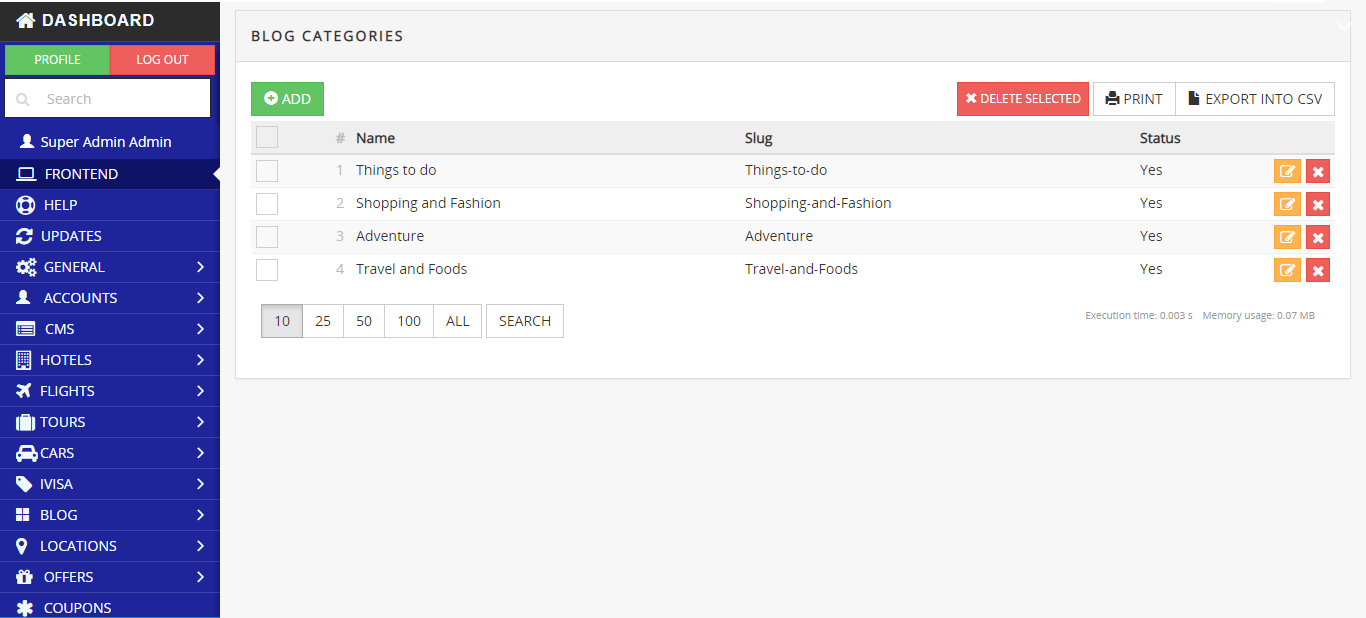 DASHBOARD
PROFILE LOG OUT
Search
Super Admin Admin
FRONTEND
HELP
UPDATES
GENERAL
ACCOUNTS
CMS
HOTELS
FLIGHTS
TOURS
CARS
IVISA
BLOG
LOCATIONS
OFFERS
COUPONS
BLOG CATEGORIES
ADD DELETE SELECTED PRINT EXPORT INTO CSV
# Name Slug Status
1 Things to do Things-to-do Yes
2 Shopping and Fashion Shopping-and-Fashion Yes
3 Adventure Adventure Yes
4 Travel and Foods Travel-and-Foods Yes
10 25 50 100 ALL SEARCH
Execution time: 0.003 s Memory usage: 0.07 MB